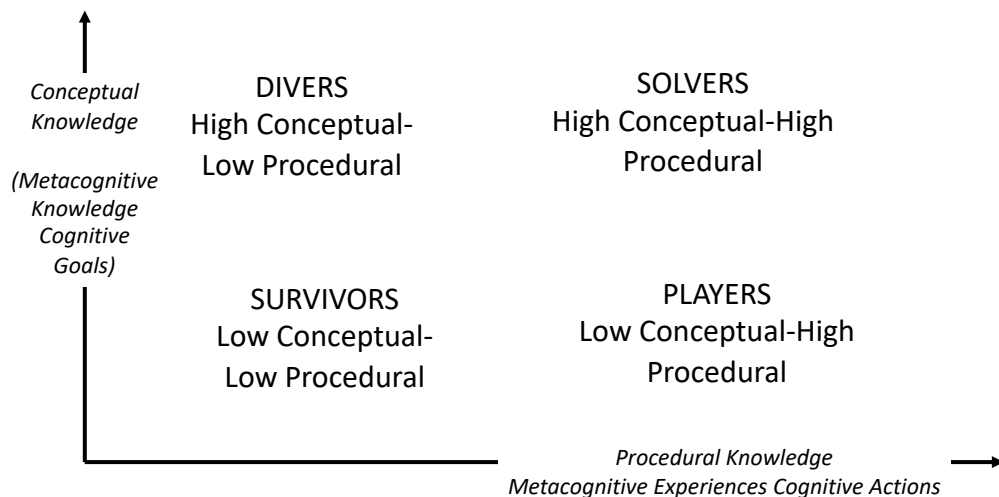 Conceptual
Knowledge
(Metacognitive
Knowledge
Cognitive
Goals)
DIVERS
High Conceptual-
Low Procedural
SOLVERS
High Conceptual-High
Procedural
SURVIVORS
Low Conceptual-
Low Procedural
PLAYERS
Low Conceptual-High
Procedural
Procedural Knowledge
Metacognitive Experiences Cognitive Actions